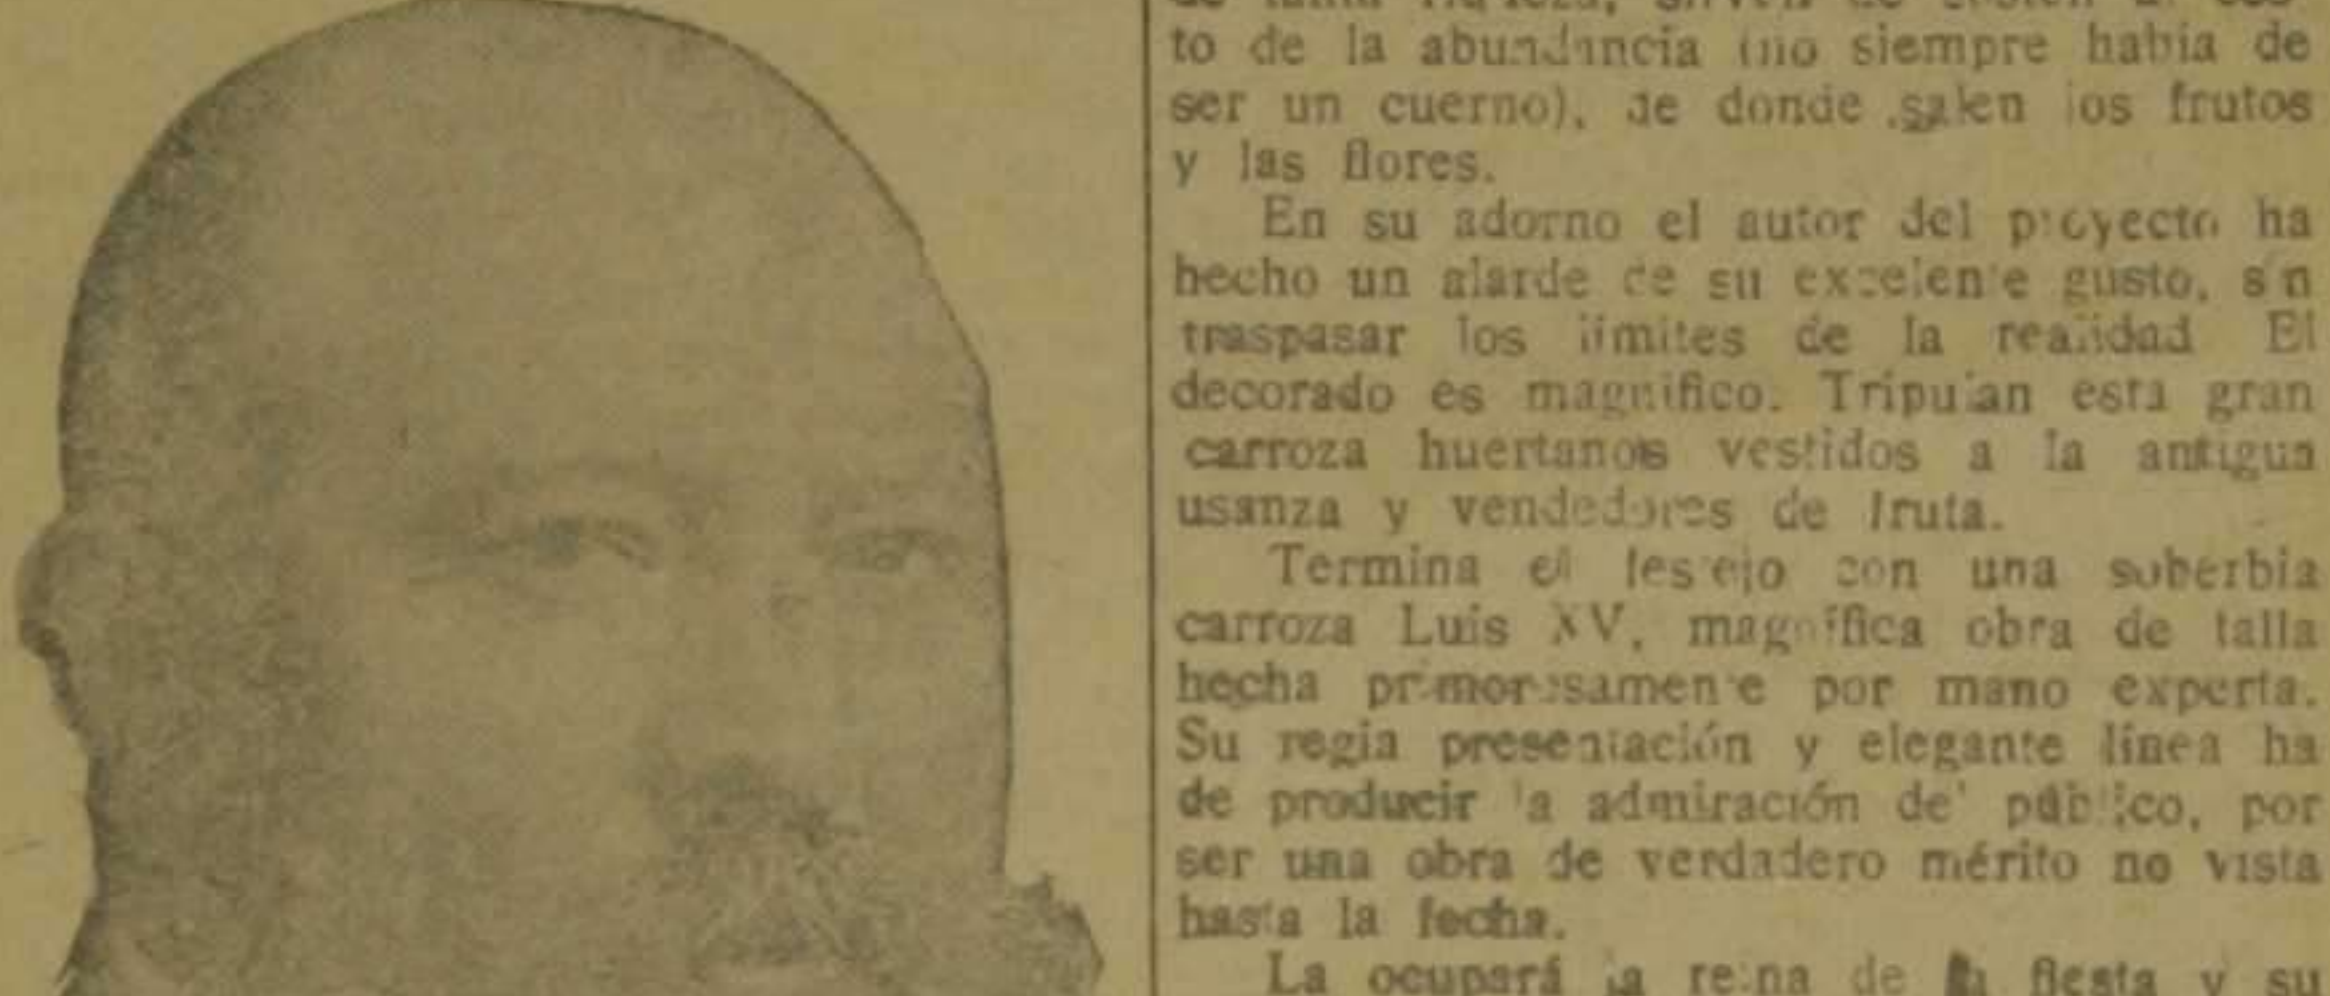 to de la abundancia (no siempre había de
ser un cuerno), de donde salen los frutos
y las flores.
En su adorno el autor del proyecto ha
hecho un alarde de su excelente gusto, sin
traspasar los límites de la realidad El
decorado es magnífico. Tripulan esta gran
carroza huertanos vestidos a la antigua
usanza y vendedores de fruta.
Termina el festejo con una soberbia
carroza Luis XV, magnífica obra de talla
hecha primorosamente por mano experta.
Su regia presentación y elegante línea ha
de producir la admiración del público, por
ser una obra de verdadero mérito no vista
hasta la fecha.
La ocupará la reina de la fiesta y su